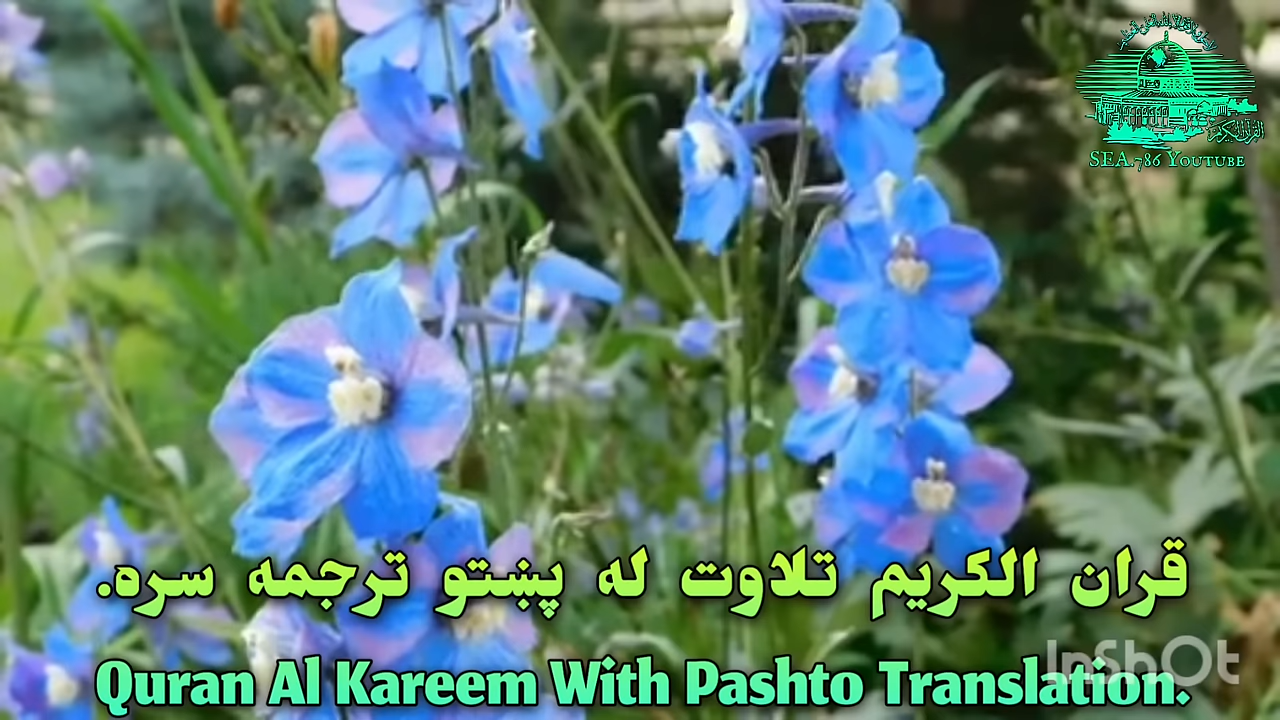 SEA.-86 YOUTUBE
قران الکریم تلاوت له پښتو ترجمه سره.
Quran Al Kareem With Pashto Translation.
InShOt